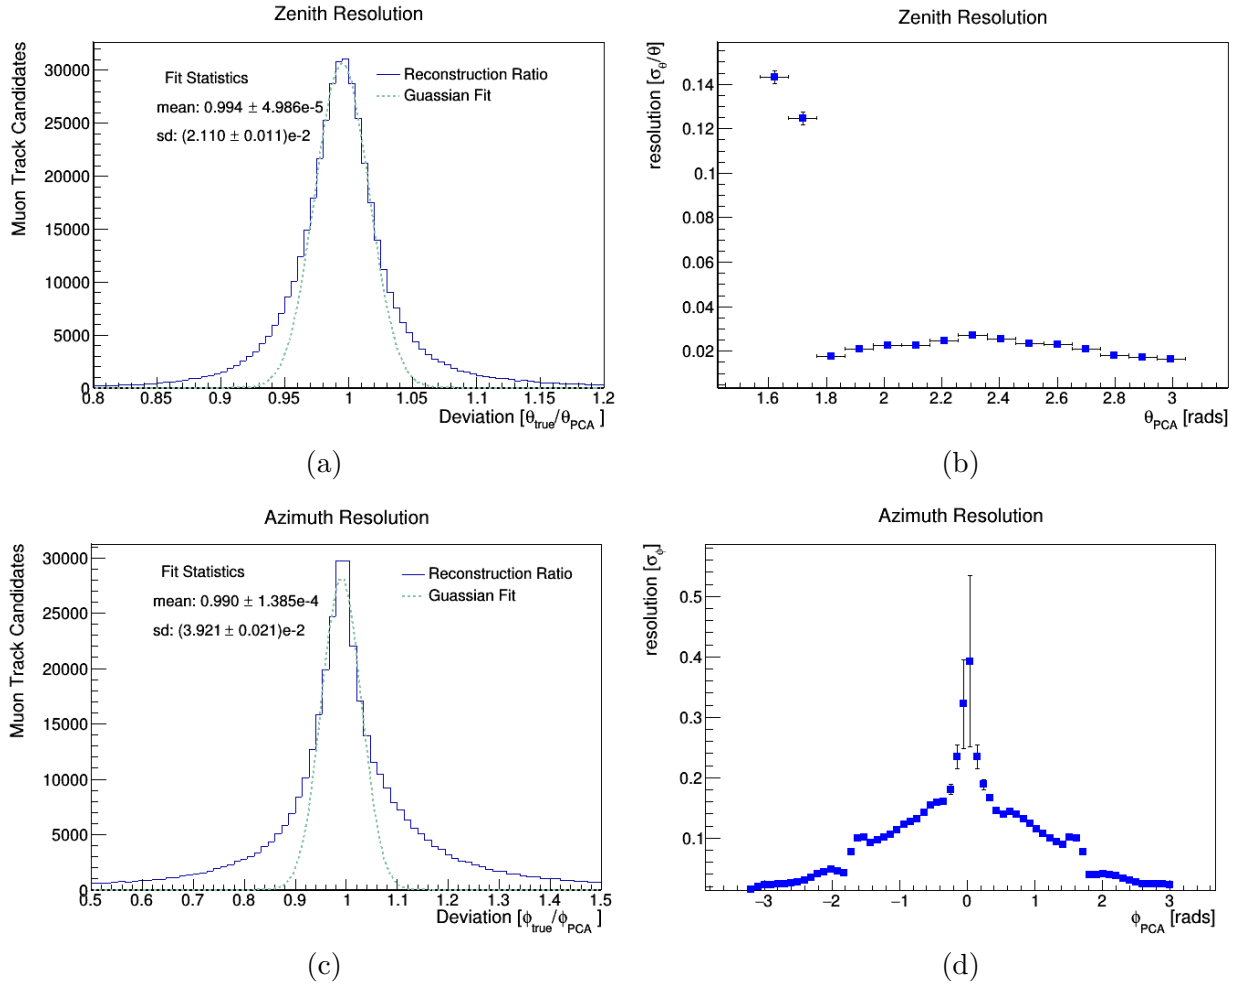 Zenith Resolution
Muon Track Candidates
30000
25000
20000
15000
10000
5000
0
Fit Statistics
mean: 0.994 ± 4.986e-5
sd: (2.110 ± 0.011)e-2
Reconstruction Ratio
Guassian Fit
0.8 0.85 0.9 0.95 1 1.05 1.1 1.15 1.2
Deviation [θtrue/θPCA ]
(a)
Zenith Resolution
resolution [σθ/θ]
0.14
0.12
0.1
0.08
0.06
0.04
0.02
1.6 1.8 2 2.2 2.4 2.6 2.8 3
θPCA [rads]
(b)
Azimuth Resolution
Muon Track Candidates
30000
25000
20000
15000
10000
5000
0
Fit Statistics
mean: 0.990 ± 1.385e-4
sd: (3.921 ± 0.021)e-2
Reconstruction Ratio
Guassian Fit
0.5 0.6 0.7 0.8 0.9 1 1.1 1.2 1.3 1.4 1.5
Deviation [ϕtrue/ϕPCA ]
(c)
Azimuth Resolution
resolution [σϕ]
0.5
0.4
0.3
0.2
0.1
−3 −2 −1 0 1 2 3
ϕPCA [rads]
(d)